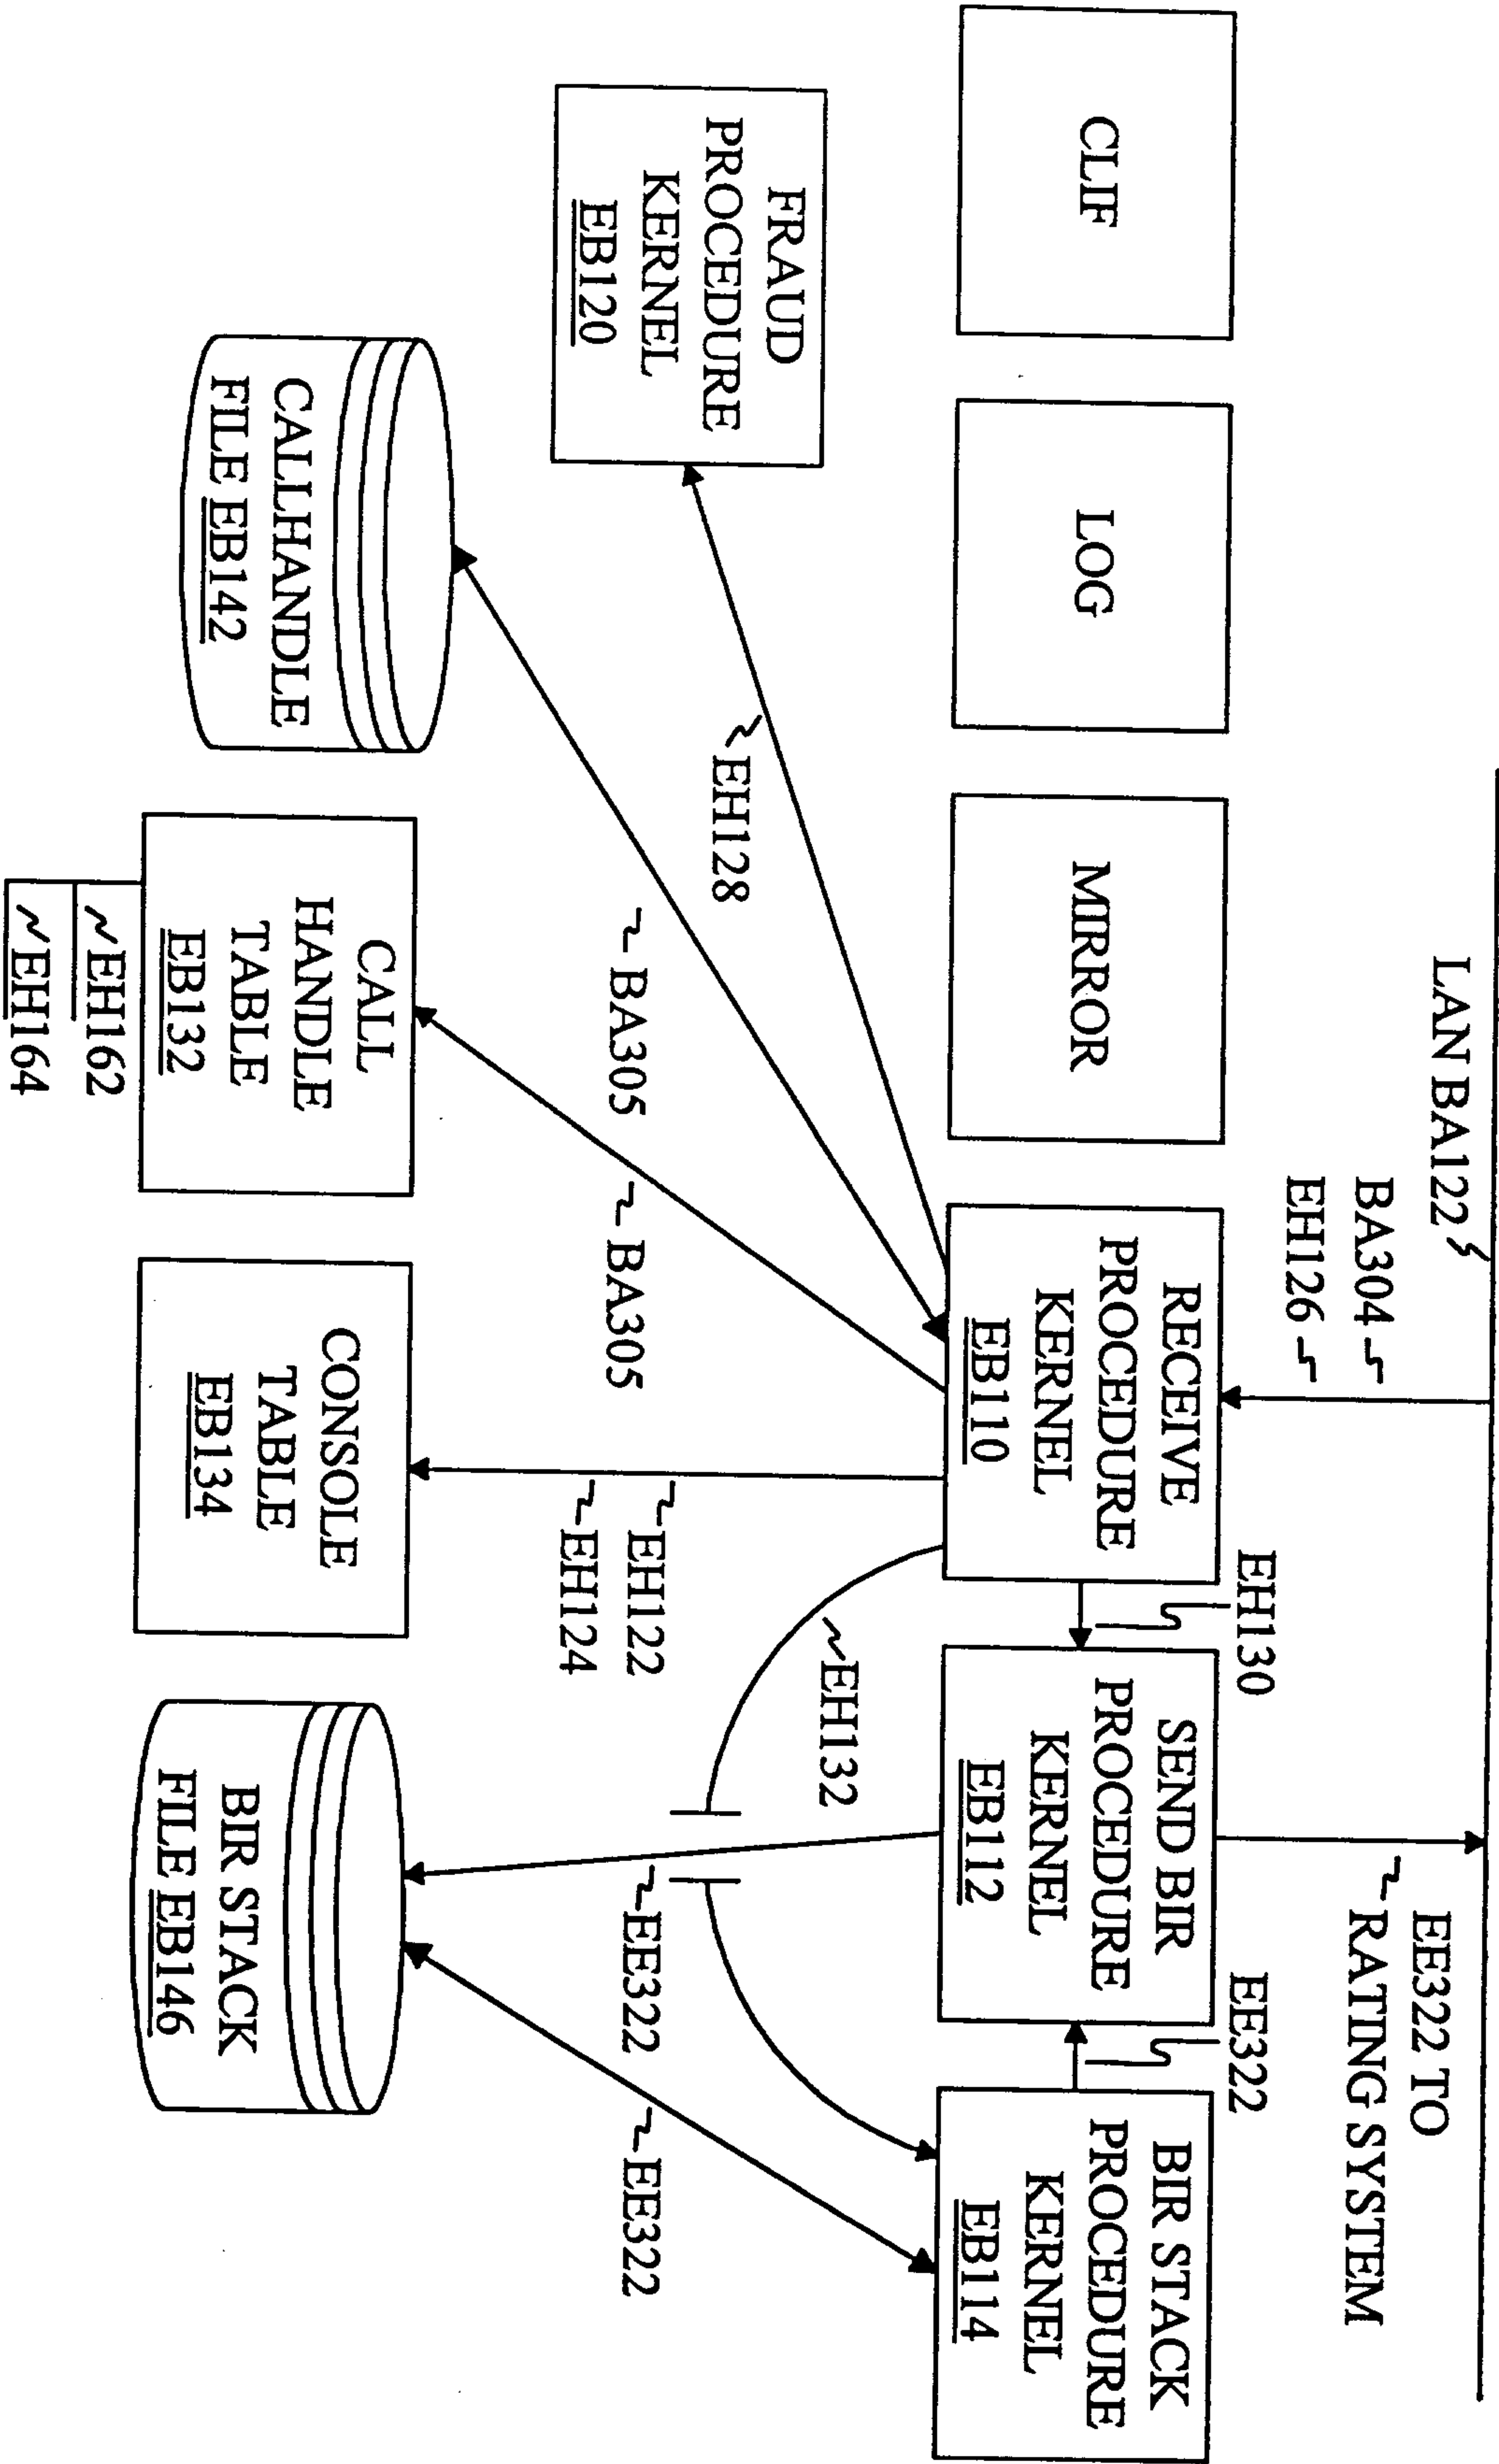 LAN BA122
BA304
EH126
EE322 TO
RATING SYSTEM
EH130
EE322
CLIF
LOG
MIRROR
RECEIVE
PROCEDURE
KERNEL
EB110
SEND BIR
PROCEDURE
KERNEL
EB112
BIR STACK
PROCEDURE
KERNEL
EB114
FRAUD
PROCEDURE
KERNEL
EB120
EH128
BA305
BA305
EH122
EH124
EH132
EE322
EE322
CALLHANDLE
FILE EB142
CALL
HANDLE
TABLE
EB132
EH162
EH164
CONSOLE
TABLE
EB134
BIR STACK
FILE EB146